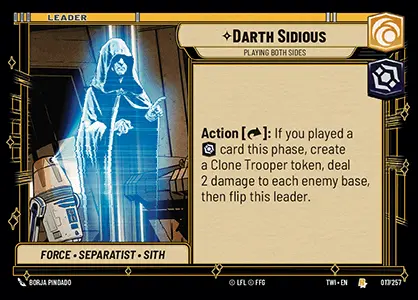 LEADER
Darth Sidious
PLAYING BOTH SIDES
Action [ ]: If you played a
card this phase, create
a Clone Trooper token, deal
2 damage to each enemy base,
then flip this leader.
FORCE • SEPARATIST • SITH
BORJA PINDADO
© LFL © FFG
TWI • EN
R
017/257